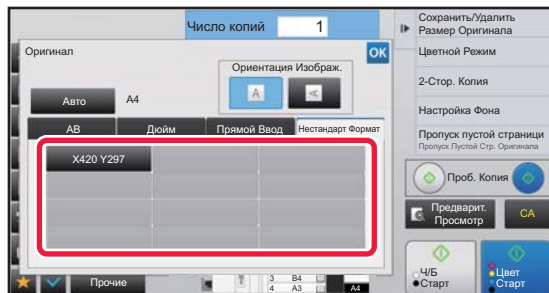 Число копий 1
Оригинал
OK
Ориентация Изображ.
A A
Авто A4
AB Дюйм Прямой Ввод Нестандарт Формат
X420 Y297
Сохранить/Удалить
Размер Оригинала
Цветной Режим
2-Стор. Копия
Настройка Фона
Пропуск пустой страници
Пропуск Пустой Стр. Оригинала
Проб. Копия
Предварит.
Просмотр
CA
Ч/Б
Старт
Цвет
Старт
Прочие
3 B4
4 A3
A4